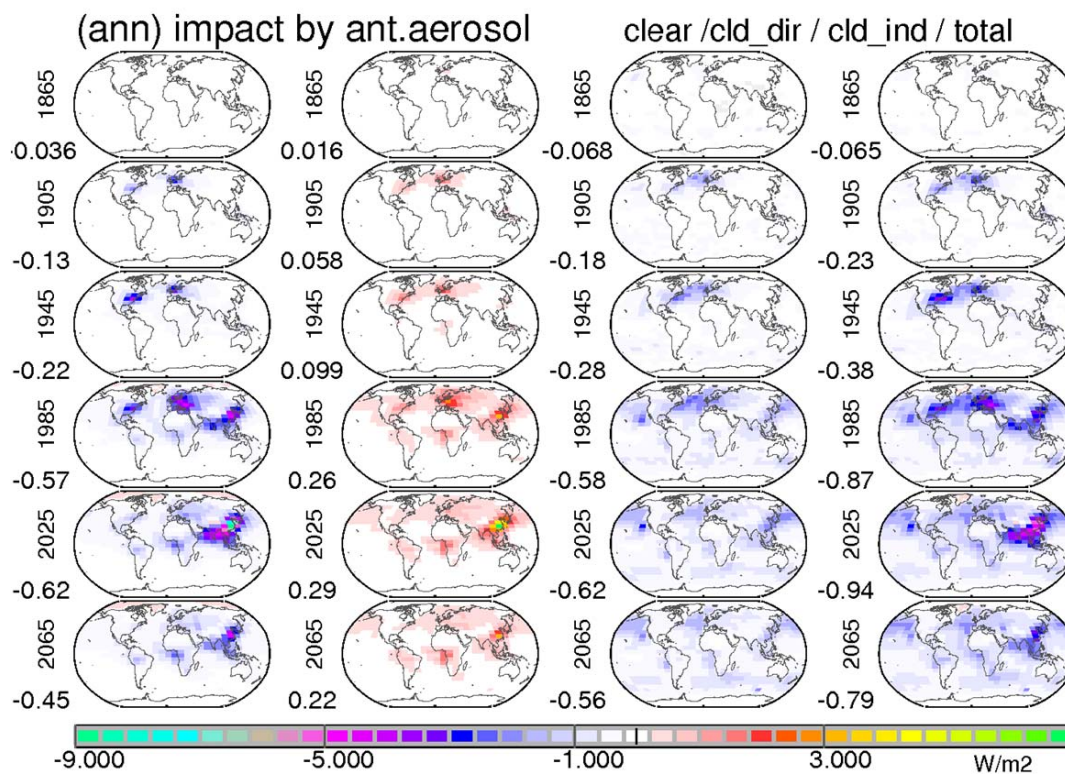 (ann) impact by ant.aerosol clear /cld_dir / cld_ind / total
1865 1865 1865 1865
-0.036 0.016 -0.068 -0.065
1905 1905 1905 1905
-0.13 0.058 -0.18 -0.23
1945 1945 1945 1945
-0.22 0.099 -0.28 -0.38
1985 1985 1985 1985
-0.57 0.26 -0.58 -0.87
2025 2025 2025 2025
-0.62 0.29 -0.62 -0.94
2065 2065 2065 2065
-0.45 0.22 -0.56 -0.79
-9.000 -5.000 -1.000 3.000 W/m2